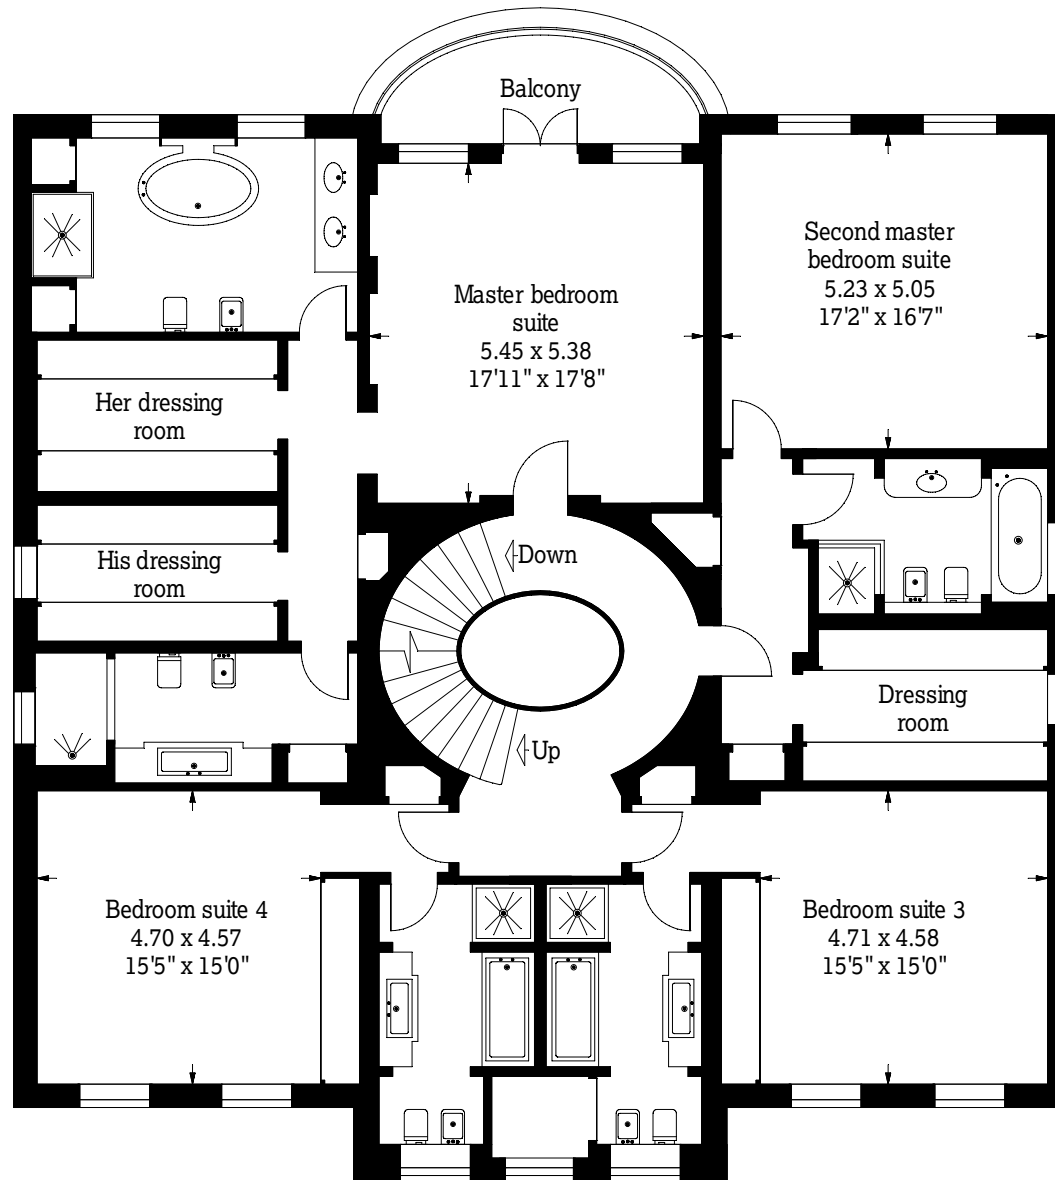 Balcony
Second master
bedroom suite
5.23 x 5.05
17'2" x 16'7"
Master bedroom
suite
5.45 x 5.38
17'11" x 17'8"
Her dressing
room
His dressing
room
Down
Dressing
room
Up
Bedroom suite 4
4.70 x 4.57
15'5" x 15'0"
Bedroom suite 3
4.71 x 4.58
15'5" x 15'0"